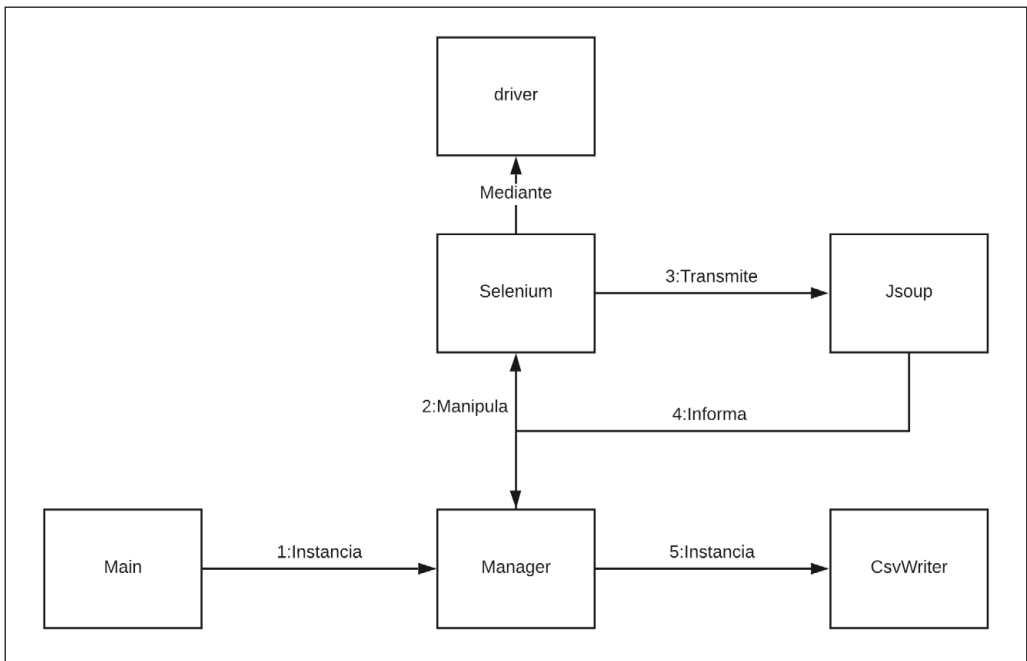 driver
Mediante
Selenium
3:Transmite
Jsoup
2:Manipula
4:Informa
Main
1:Instancia
Manager
5:Instancia
CsvWriter